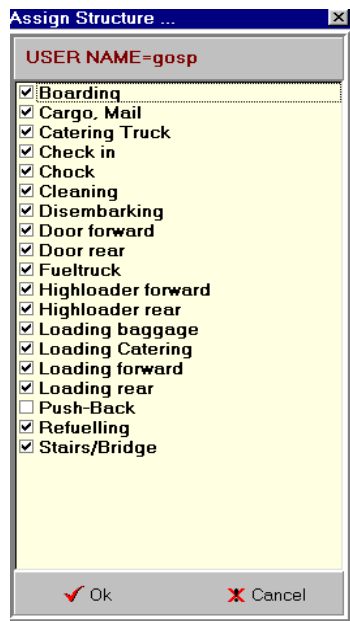 Assign Structure ...
USER NAME=gosp
Boarding
Cargo, Mail
Catering Truck
Check in
Chock
Cleaning
Disembarking
Door forward
Door rear
Fueltruck
Highloader forward
Highloader rear
Loading baggage
Loading Catering
Loading forward
Loading rear
Push-Back
Refuelling
Stairs/Bridge
Ok
Cancel